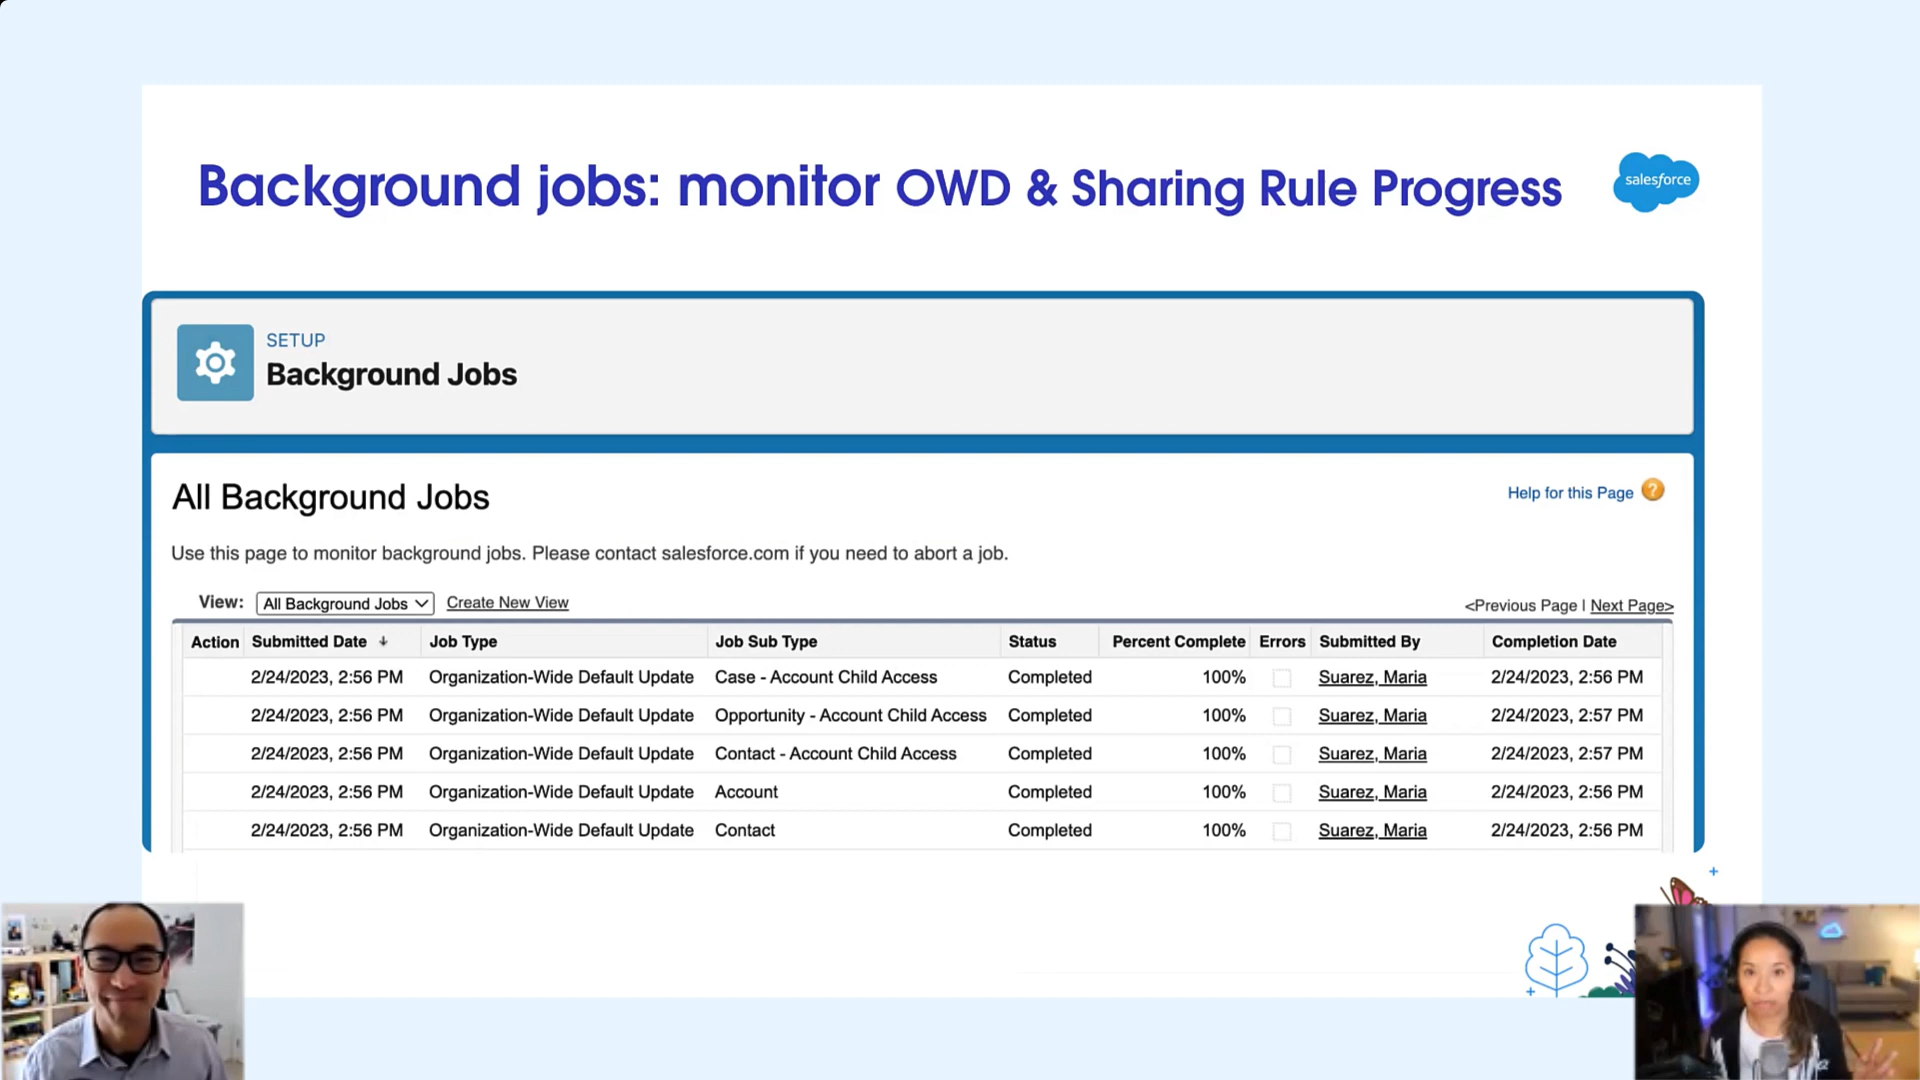 Background jobs: monitor OWD & Sharing Rule Progress
salesforce
SETUP
Background Jobs
All Background Jobs
Help for this Page ?
Use this page to monitor background jobs. Please contact salesforce.com if you need to abort a job.
View: All Background Jobs Create New View
<Previous Page | Next Page>
Action Submitted Date ↓ Job Type Job Sub Type Status Percent Complete Errors Submitted By Completion Date
2/24/2023, 2:56 PM Organization-Wide Default Update Case - Account Child Access Completed 100% Suarez, Maria 2/24/2023, 2:56 PM
2/24/2023, 2:56 PM Organization-Wide Default Update Opportunity - Account Child Access Completed 100% Suarez, Maria 2/24/2023, 2:57 PM
2/24/2023, 2:56 PM Organization-Wide Default Update Contact - Account Child Access Completed 100% Suarez, Maria 2/24/2023, 2:57 PM
2/24/2023, 2:56 PM Organization-Wide Default Update Account Completed 100% Suarez, Maria 2/24/2023, 2:56 PM
2/24/2023, 2:56 PM Organization-Wide Default Update Contact Completed 100% Suarez, Maria 2/24/2023, 2:56 PM